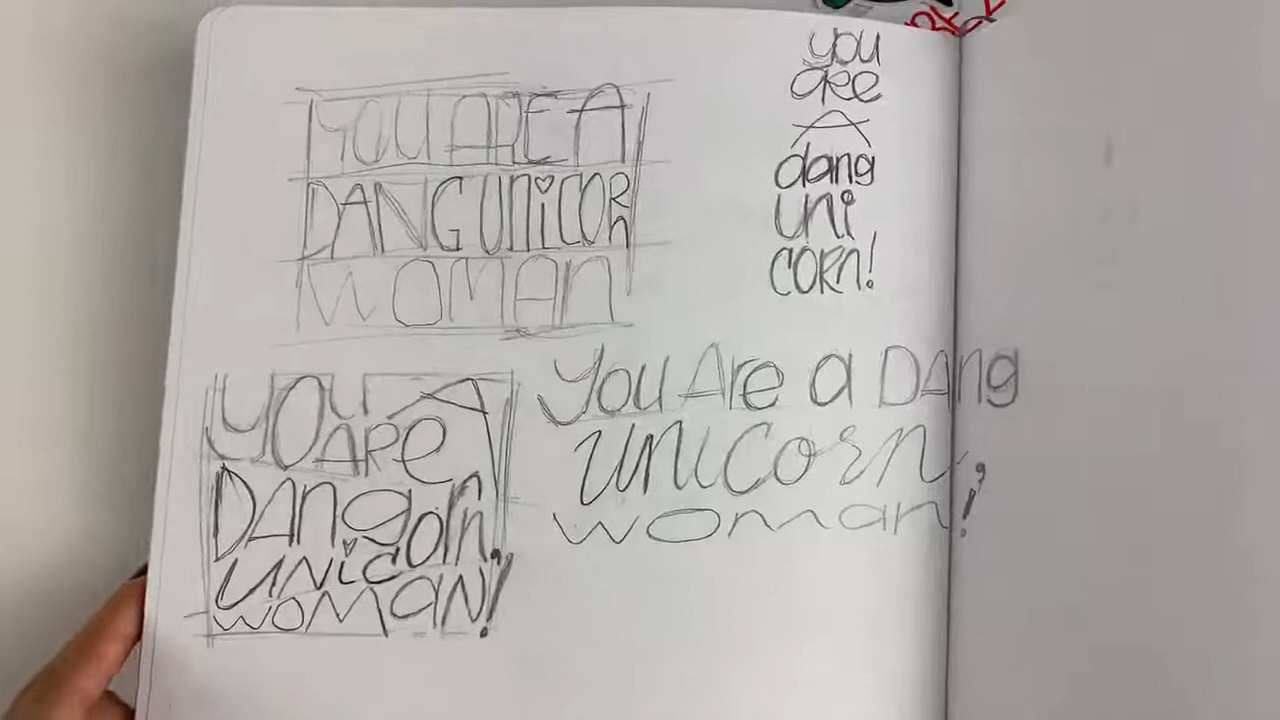 YOU ARE A
DANG UNiCORn
WOMAn
you
are
A
dang
uni
CORn!
YOU A
ARe
DAng
UNicorn,
WOMAN!
You Are a DAng
unicorn,
woman!